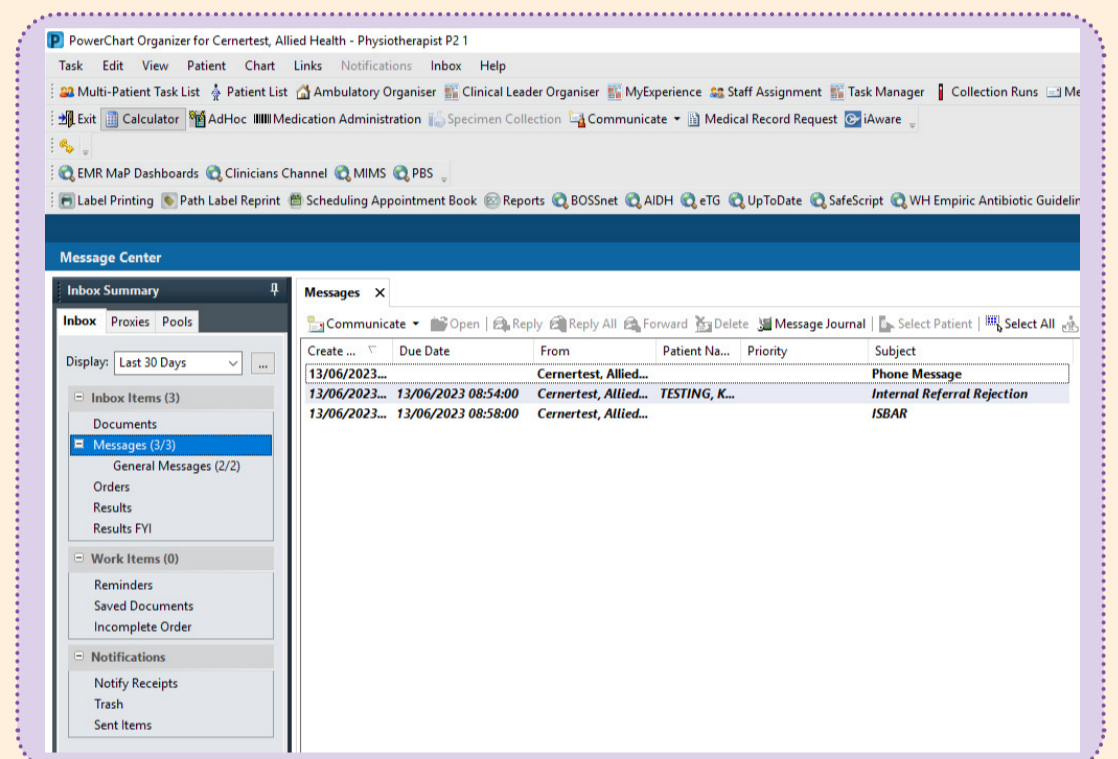 PowerChart Organizer for Cernertest, Allied Health - Physiotherapist P2 1
Task Edit View Patient Chart Links Notifications Inbox Help
Multi-Patient Task List Patient List Ambulatory Organiser Clinical Leader Organiser MyExperience Staff Assignment Task Manager Collection Runs Me
Exit Calculator AdHoc Medication Administration Specimen Collection Communicate Medical Record Request iAware
EMR MaP Dashboards Clinicians Channel MIMS PBS
Label Printing Path Label Reprint Scheduling Appointment Book Reports BOSSnet AIDH eTG UpToDate SafeScript WH Empiric Antibiotic Guidelin
Message Center
Inbox Summary
Inbox Proxies Pools
Display: Last 30 Days ...
Inbox Items (3)
Documents
Messages (3/3)
General Messages (2/2)
Orders
Results
Results FYI
Work Items (0)
Reminders
Saved Documents
Incomplete Order
Notifications
Notify Receipts
Trash
Sent Items
Messages X
Communicate Open Reply Reply All Forward Delete Message Journal Select Patient Select All
Create ... Due Date From Patient Na... Priority Subject
13/06/2023... Cernertest, Allied... Phone Message
13/06/2023... 13/06/2023 08:54:00 Cernertest, Allied... TESTING, K... Internal Referral Rejection
13/06/2023... 13/06/2023 08:58:00 Cernertest, Allied... ISBAR